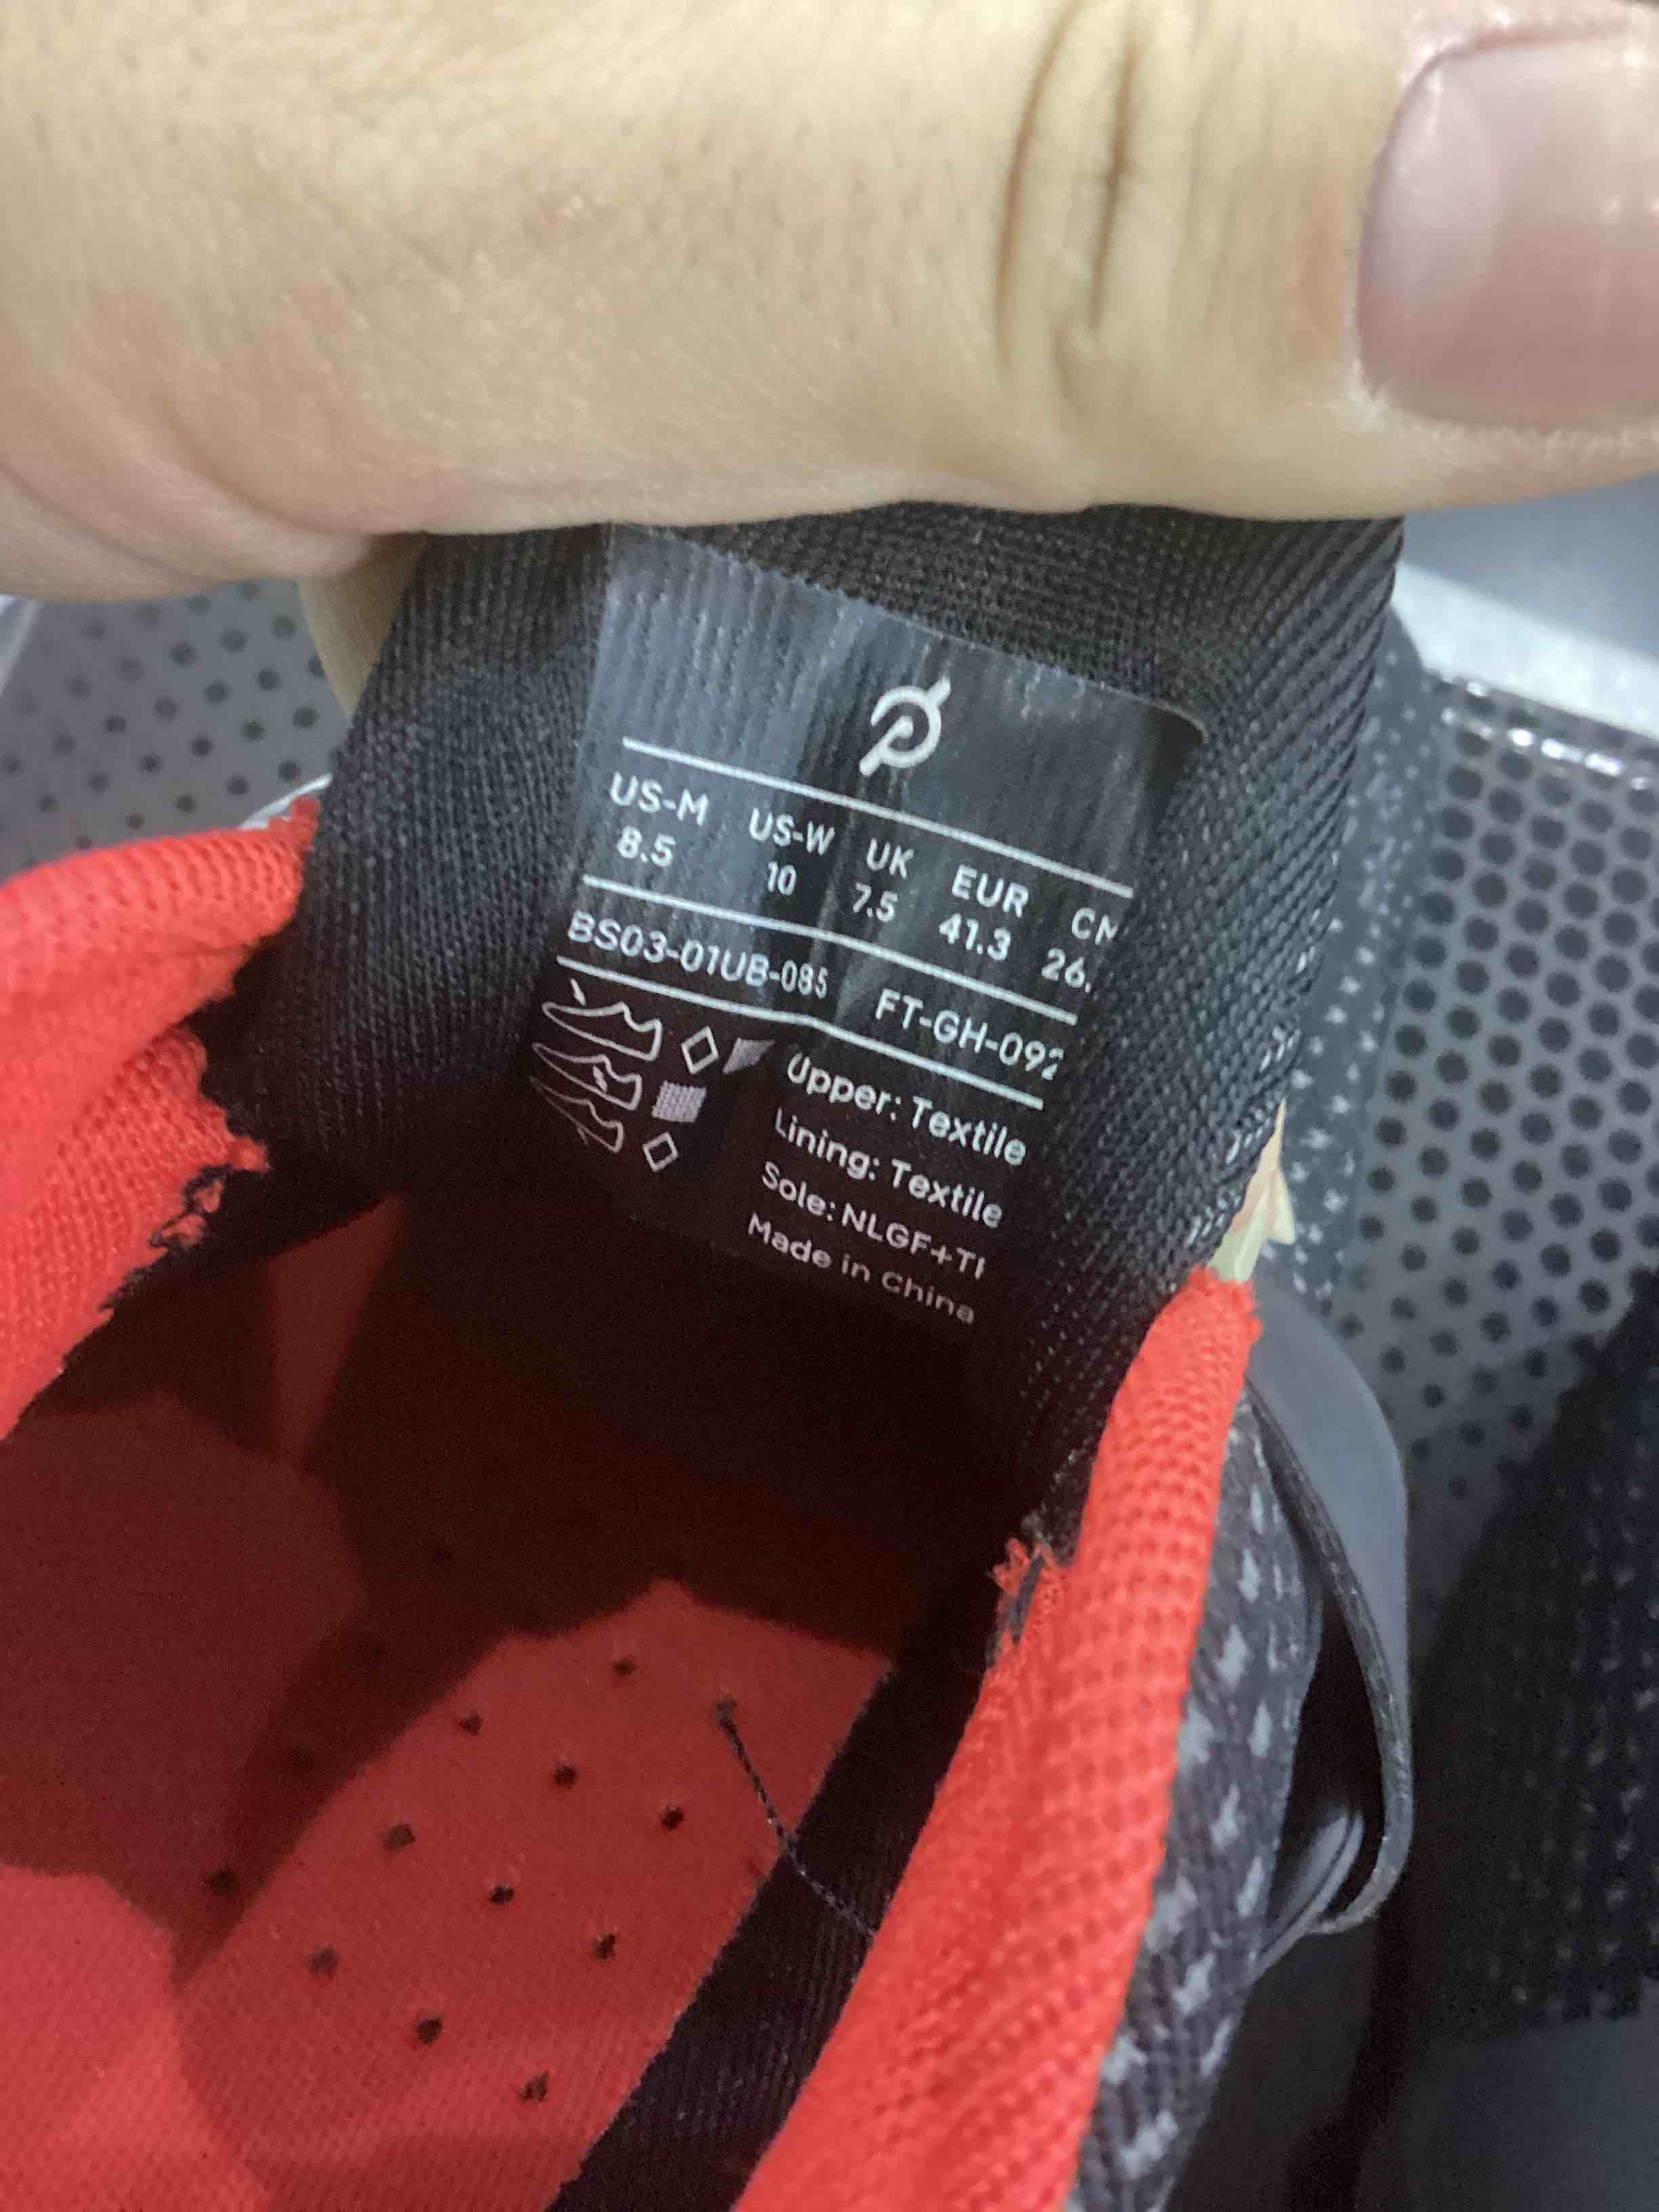 US-M US-W UK EUR
8.5 10 7.5 41.3
BS03-01UB-085 FT-GH-092
Upper: Textile
Lining: Textile
Sole: NLGF+
Made in China